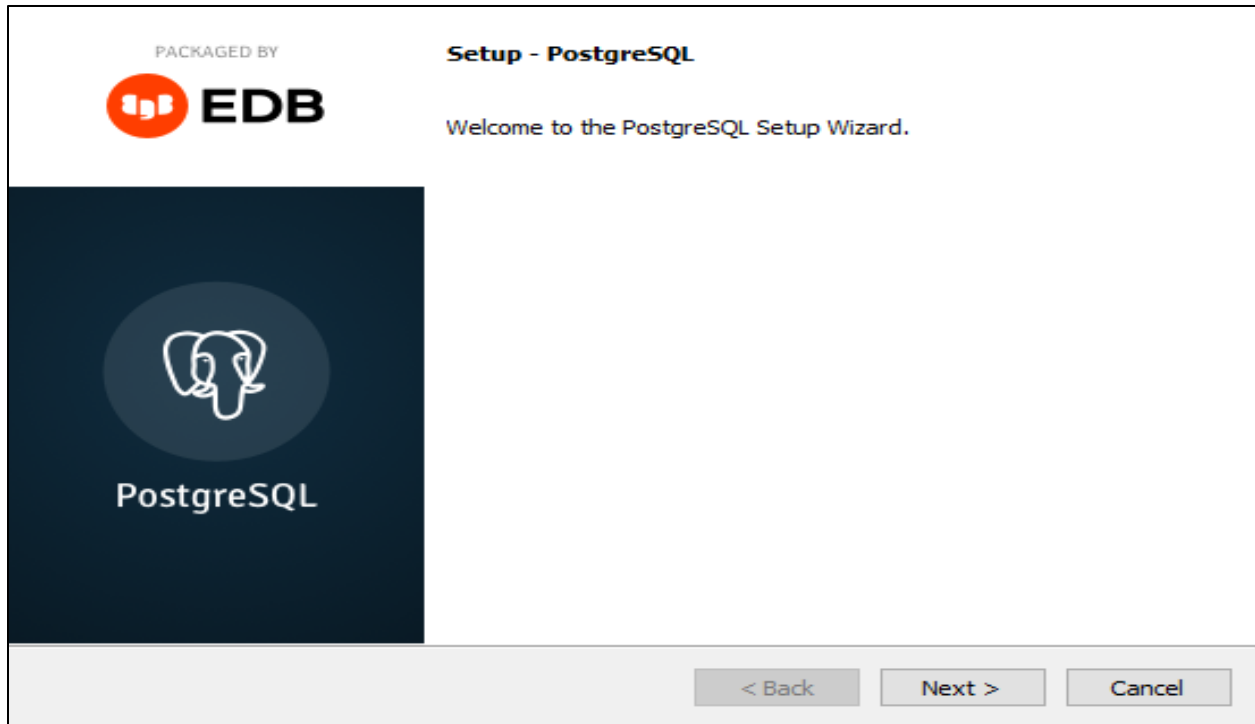 PACKAGED BY
EDB
Setup - PostgreSQL
Welcome to the PostgreSQL Setup Wizard.
PostgreSQL
< Back
Next >
Cancel